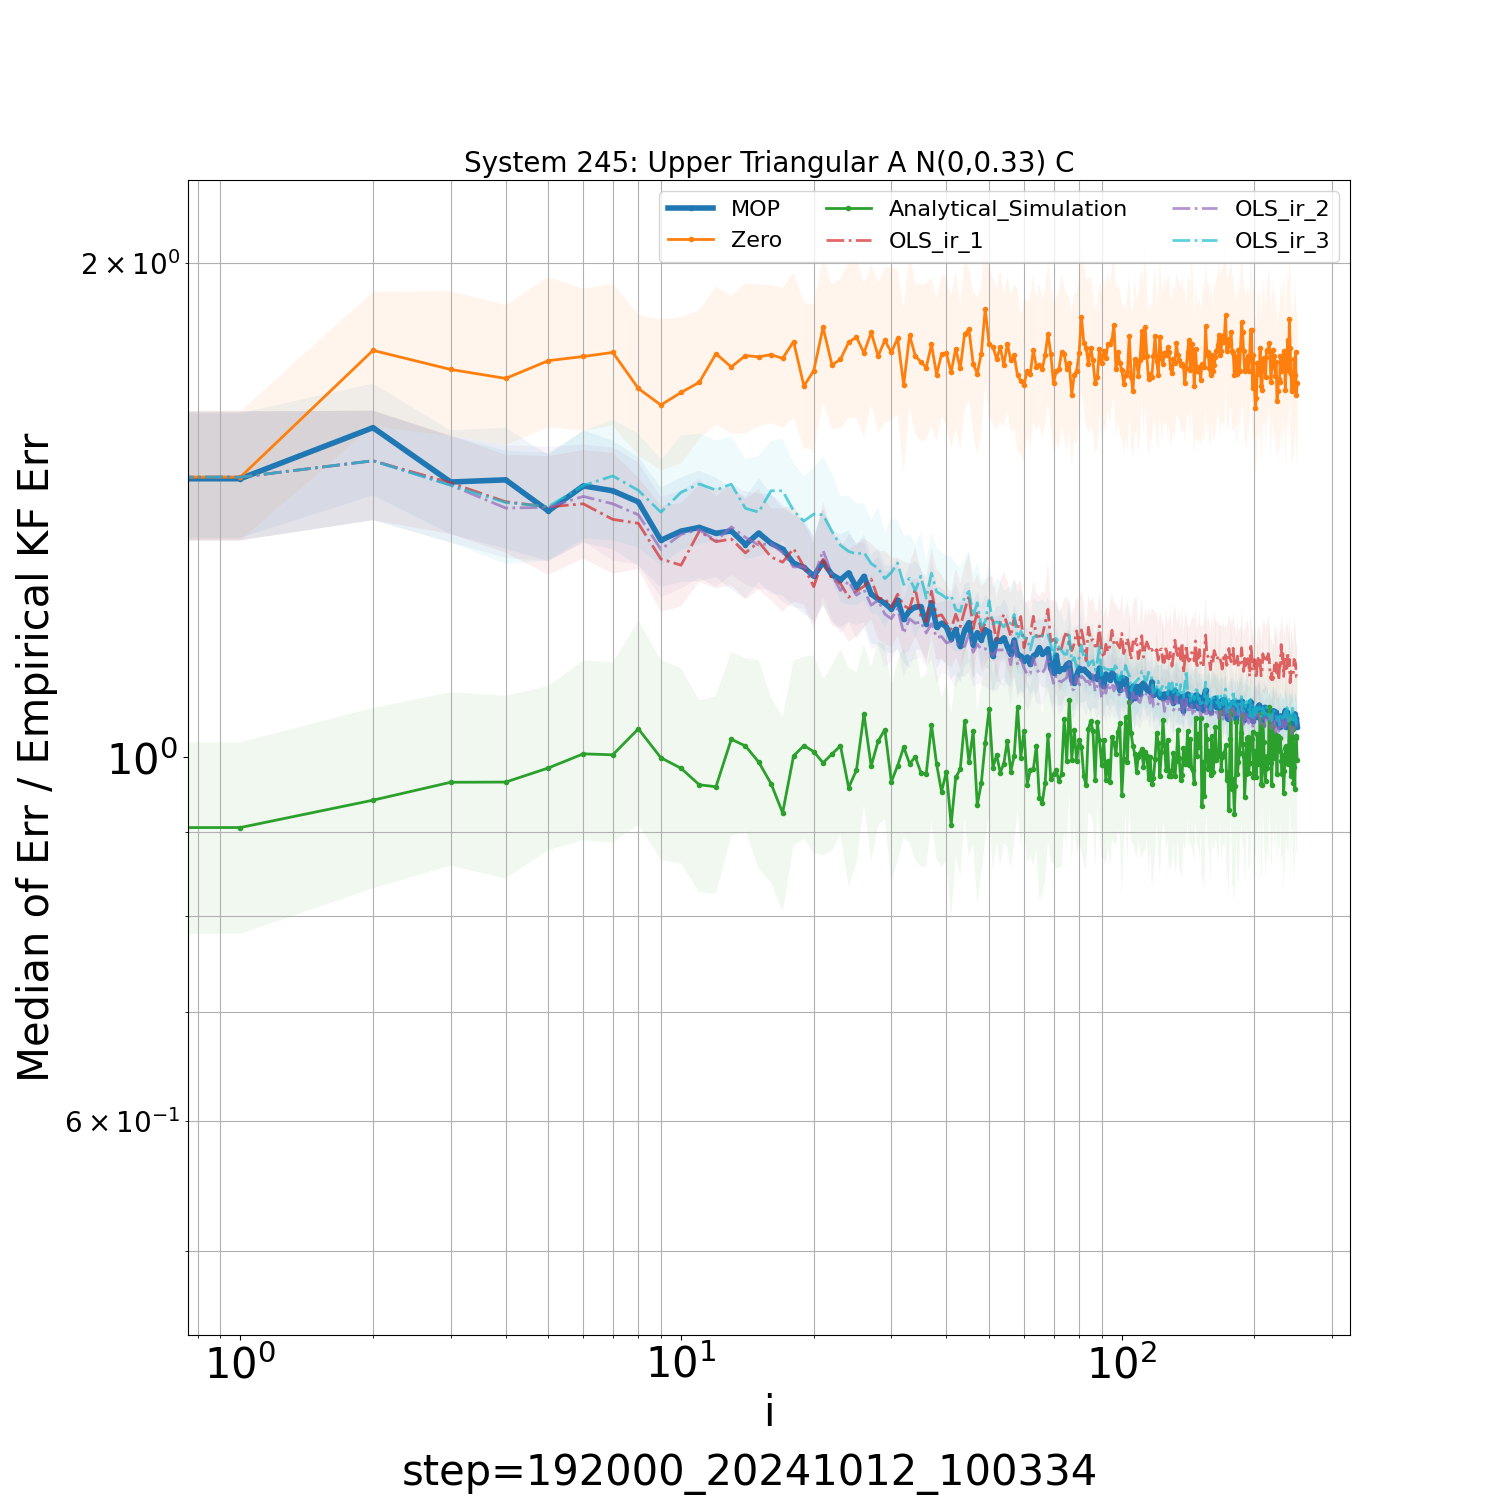 System 245: Upper Triangular A N(0,0.33) C
MOP
Zero
Analytical_Simulation
OLS_ir_1
OLS_ir_2
OLS_ir_3
Median of Err / Empirical KF Err
2 × 10⁰
10⁰
6 × 10⁻¹
10⁰ 10¹ 10²
i
step=192000_20241012_100334